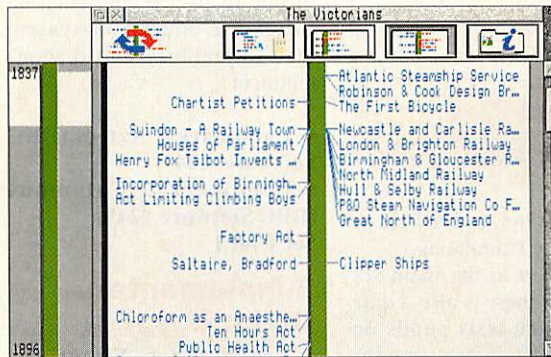 The Victorians
1837
Atlantic Steamship Service
Robinson & Cook Design Br…
Chartist Petitions
The First Bicycle
Swindon - A Railway Town
Newcastle and Carlisle Ra…
Houses of Parliament
London & Brighton Railway
Henry Fox Talbot Invents …
Birmingham & Gloucester R…
North Midland Railway
Incorporation of Birmingh…
Hull & Selby Railway
Act Limiting Climbing Boys
P&O Steam Navigation Co F…
Great North of England
Factory Act
Saltaire, Bradford
Clipper Ships
Chloroform as an Anaesthe…
Ten Hours Act
Public Health Act
1896